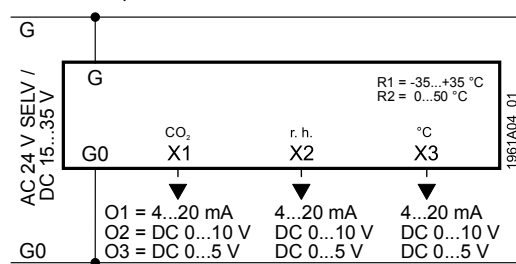 G
AC 24 V SELV /
DC 15...35 V
G
R1 = -35...+35 °C
R2 = 0...50 °C
CO₂ r. h. °C
G0 X1 X2 X3
1961A04_01
O1 = 4...20 mA 4...20 mA 4...20 mA
O2 = DC 0...10 V DC 0...10 V DC 0...10 V
O3 = DC 0...5 V DC 0...5 V DC 0...5 V
G0